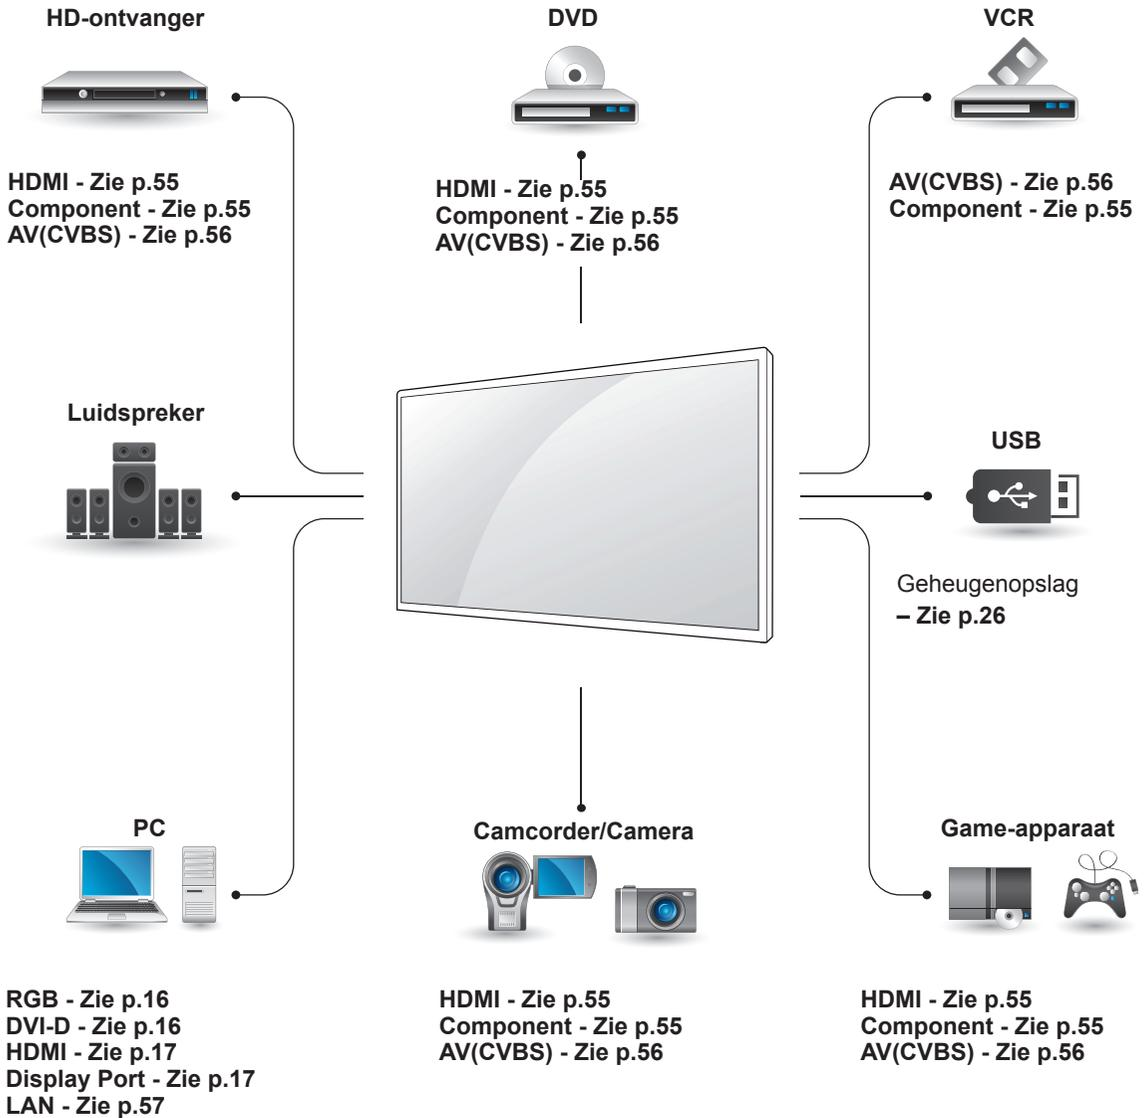 HD-ontvanger
HDMI - Zie p.55
Component - Zie p.55
AV(CVBS) - Zie p.56
DVD
HDMI - Zie p.55
Component - Zie p.55
AV(CVBS) - Zie p.56
VCR
AV(CVBS) - Zie p.56
Component - Zie p.55
Luidspreker
USB
Geheugenopslag
– Zie p.26
PC
RGB - Zie p.16
DVI-D - Zie p.16
HDMI - Zie p.17
Display Port - Zie p.17
LAN - Zie p.57
Camcorder/Camera
HDMI - Zie p.55
Component - Zie p.55
AV(CVBS) - Zie p.56
Game-apparaat
HDMI - Zie p.55
Component - Zie p.55
AV(CVBS) - Zie p.56